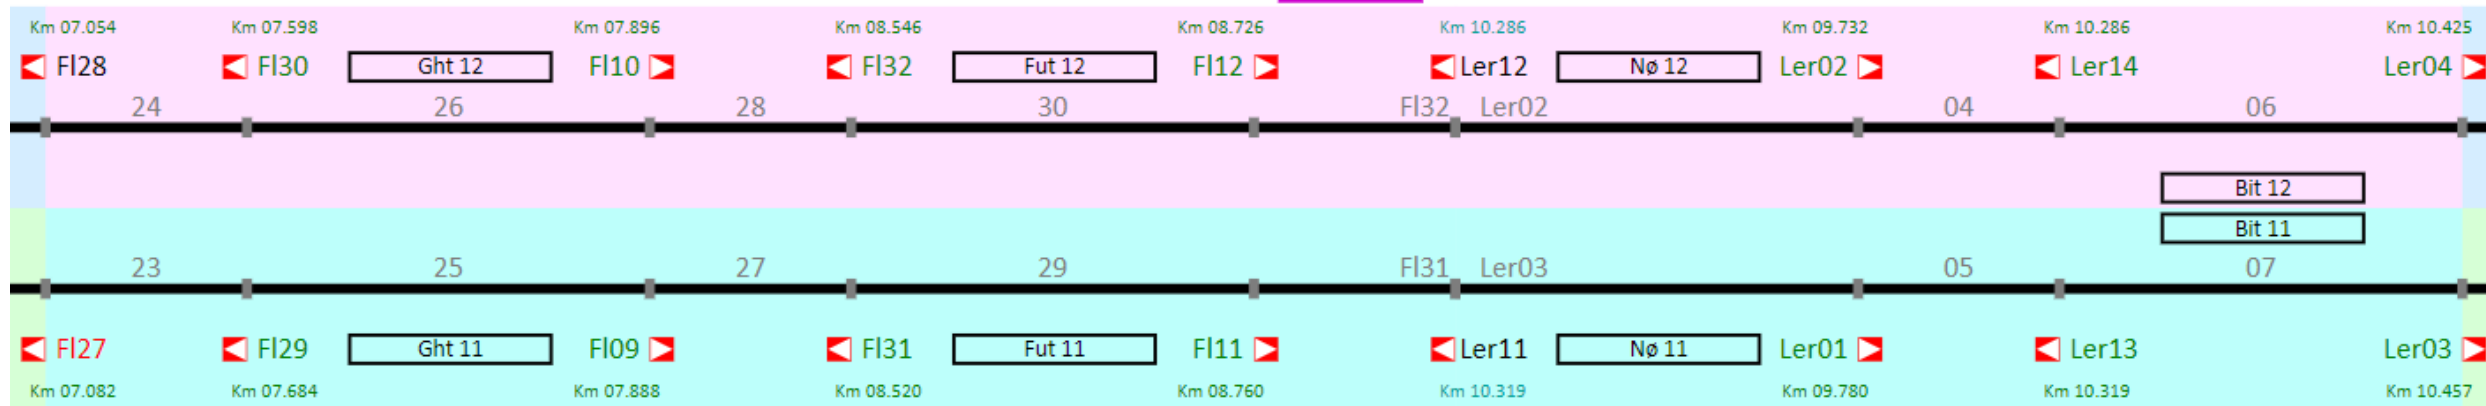 Km 07.054 Km 07.598 Km 07.896 Km 08.546 Km 08.726 Km 10.286 Km 09.732 Km 10.286 Km 10.425
Fl28 Fl30 Ght 12 Fl10 Fl32 Fut 12 Fl12 Ler12 Nø 12 Ler02 Ler14 Ler04
24 26 28 30 Fl32 Ler02 04 06
Bit 12
Bit 11
23 25 27 29 Fl31 Ler03 05 07
Fl27 Fl29 Ght 11 Fl09 Fl31 Fut 11 Fl11 Ler11 Nø 11 Ler01 Ler13 Ler03
Km 07.082 Km 07.684 Km 07.888 Km 08.520 Km 08.760 Km 10.319 Km 09.780 Km 10.319 Km 10.457